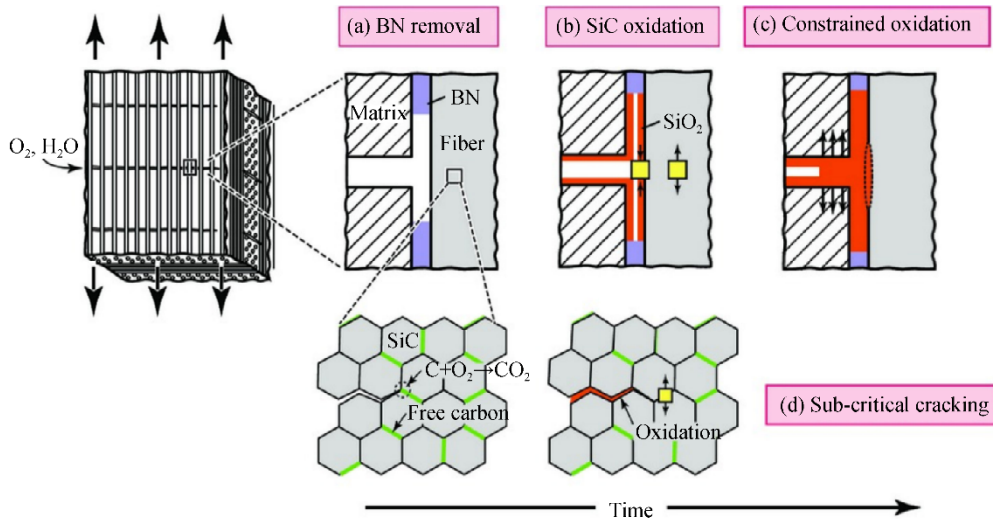 (a) BN removal
(b) SiC oxidation
(c) Constrained oxidation
O₂, H₂O
Matrix
BN
Fiber
SiO₂
SiC
C+O₂→CO₂
Free carbon
Oxidation
(d) Sub-critical cracking
Time